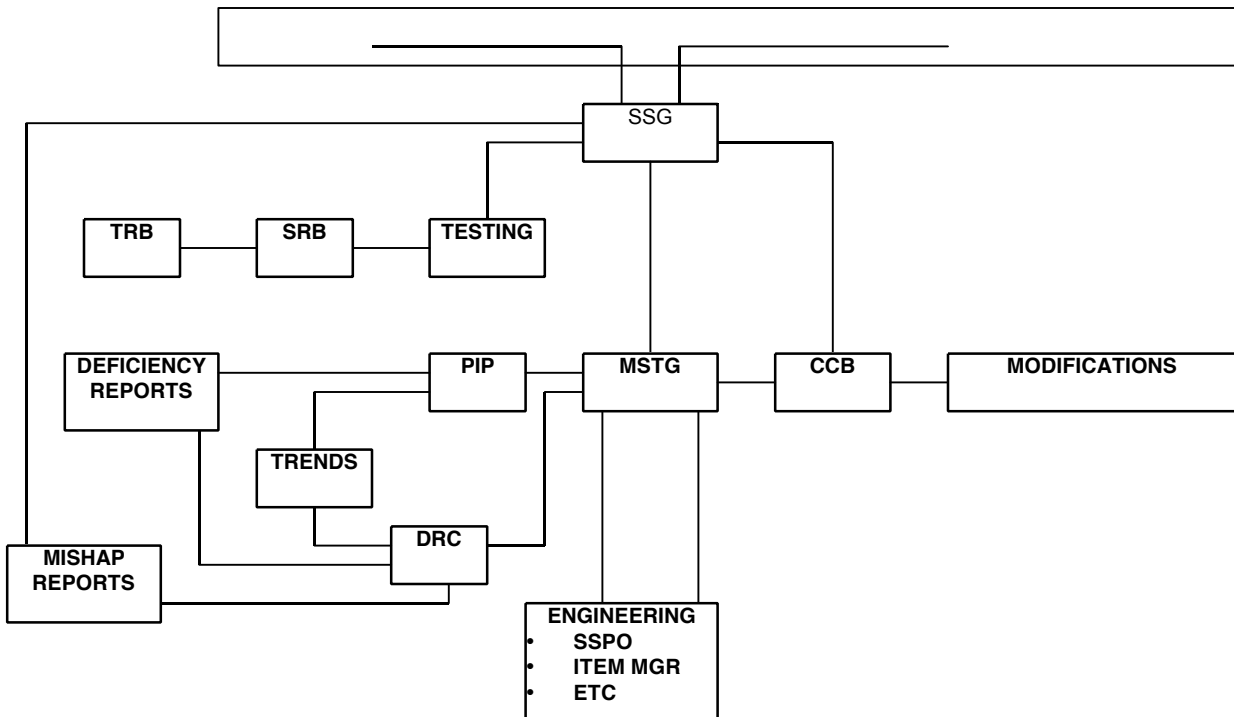 SSG
TRB
SRB
TESTING
DEFICIENCY
REPORTS
PIP
MSTG
CCB
MODIFICATIONS
TRENDS
DRC
MISHAP
REPORTS
ENGINEERING
• SSPO
• ITEM MGR
• ETC